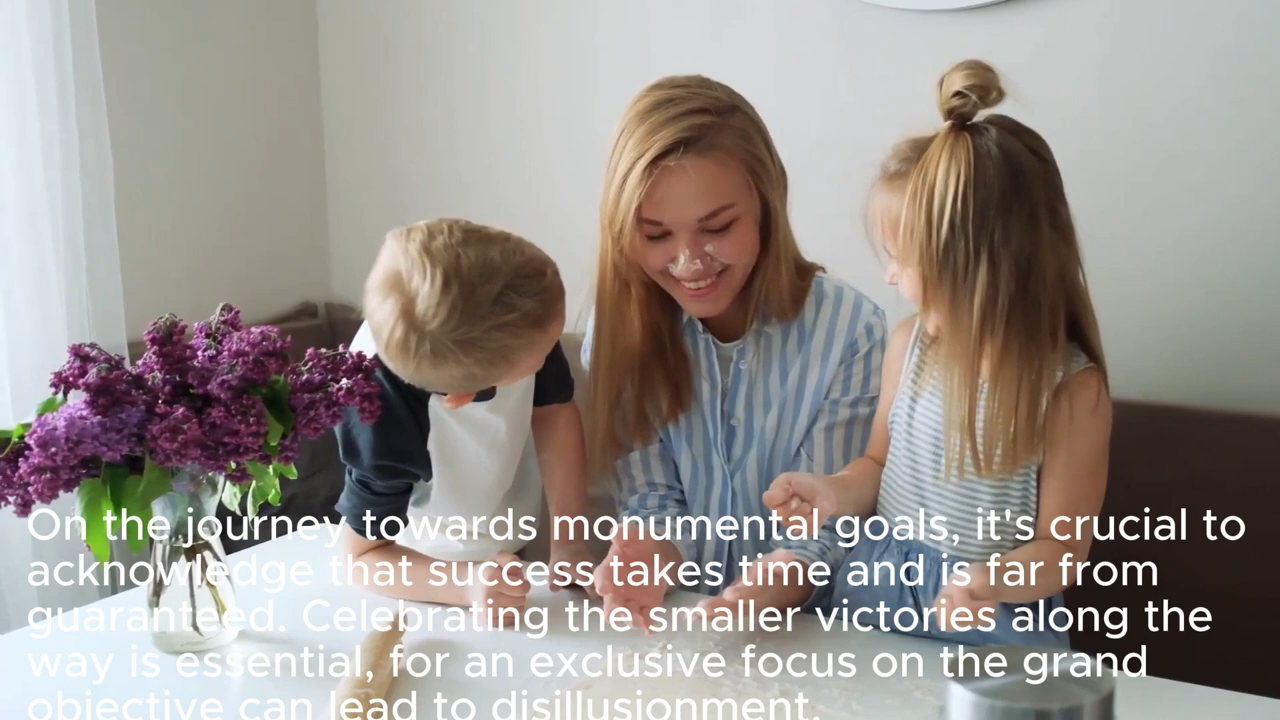 On the journey towards monumental goals, it's crucial to
acknowledge that success takes time and is far from
guaranteed. Celebrating the smaller victories along the
way is essential, for an exclusive focus on the grand
objective can lead to disillusionment.